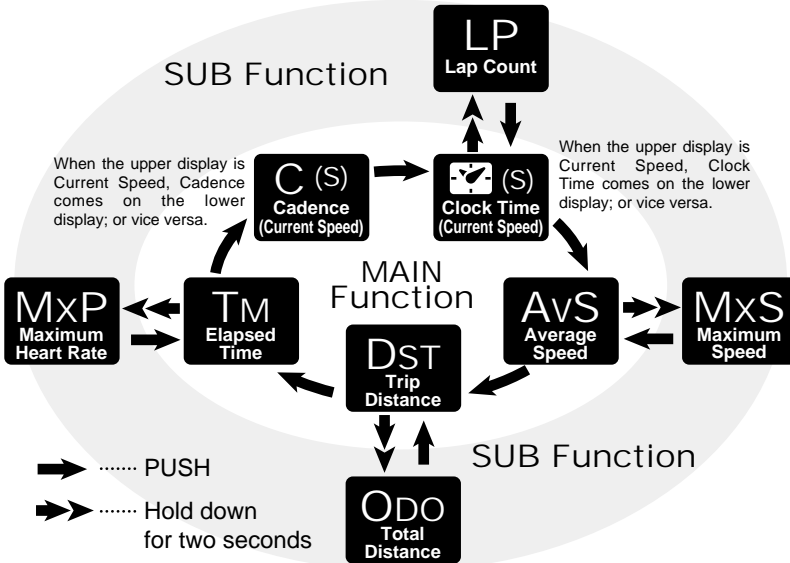 LP
Lap Count
SUB Function
When the upper display is
Current Speed, Cadence
comes on the lower
display; or vice versa.
C (S)
Cadence
(Current Speed)
(S)
Clock Time
(Current Speed)
When the upper display is
Current Speed, Clock
Time comes on the lower
display; or vice versa.
MAIN
Function
MXP
Maximum
Heart Rate
TM
Elapsed
Time
DST
Trip
Distance
AVS
Average
Speed
MXS
Maximum
Speed
SUB Function
ODO
Total
Distance
······· PUSH
······· Hold down
for two seconds